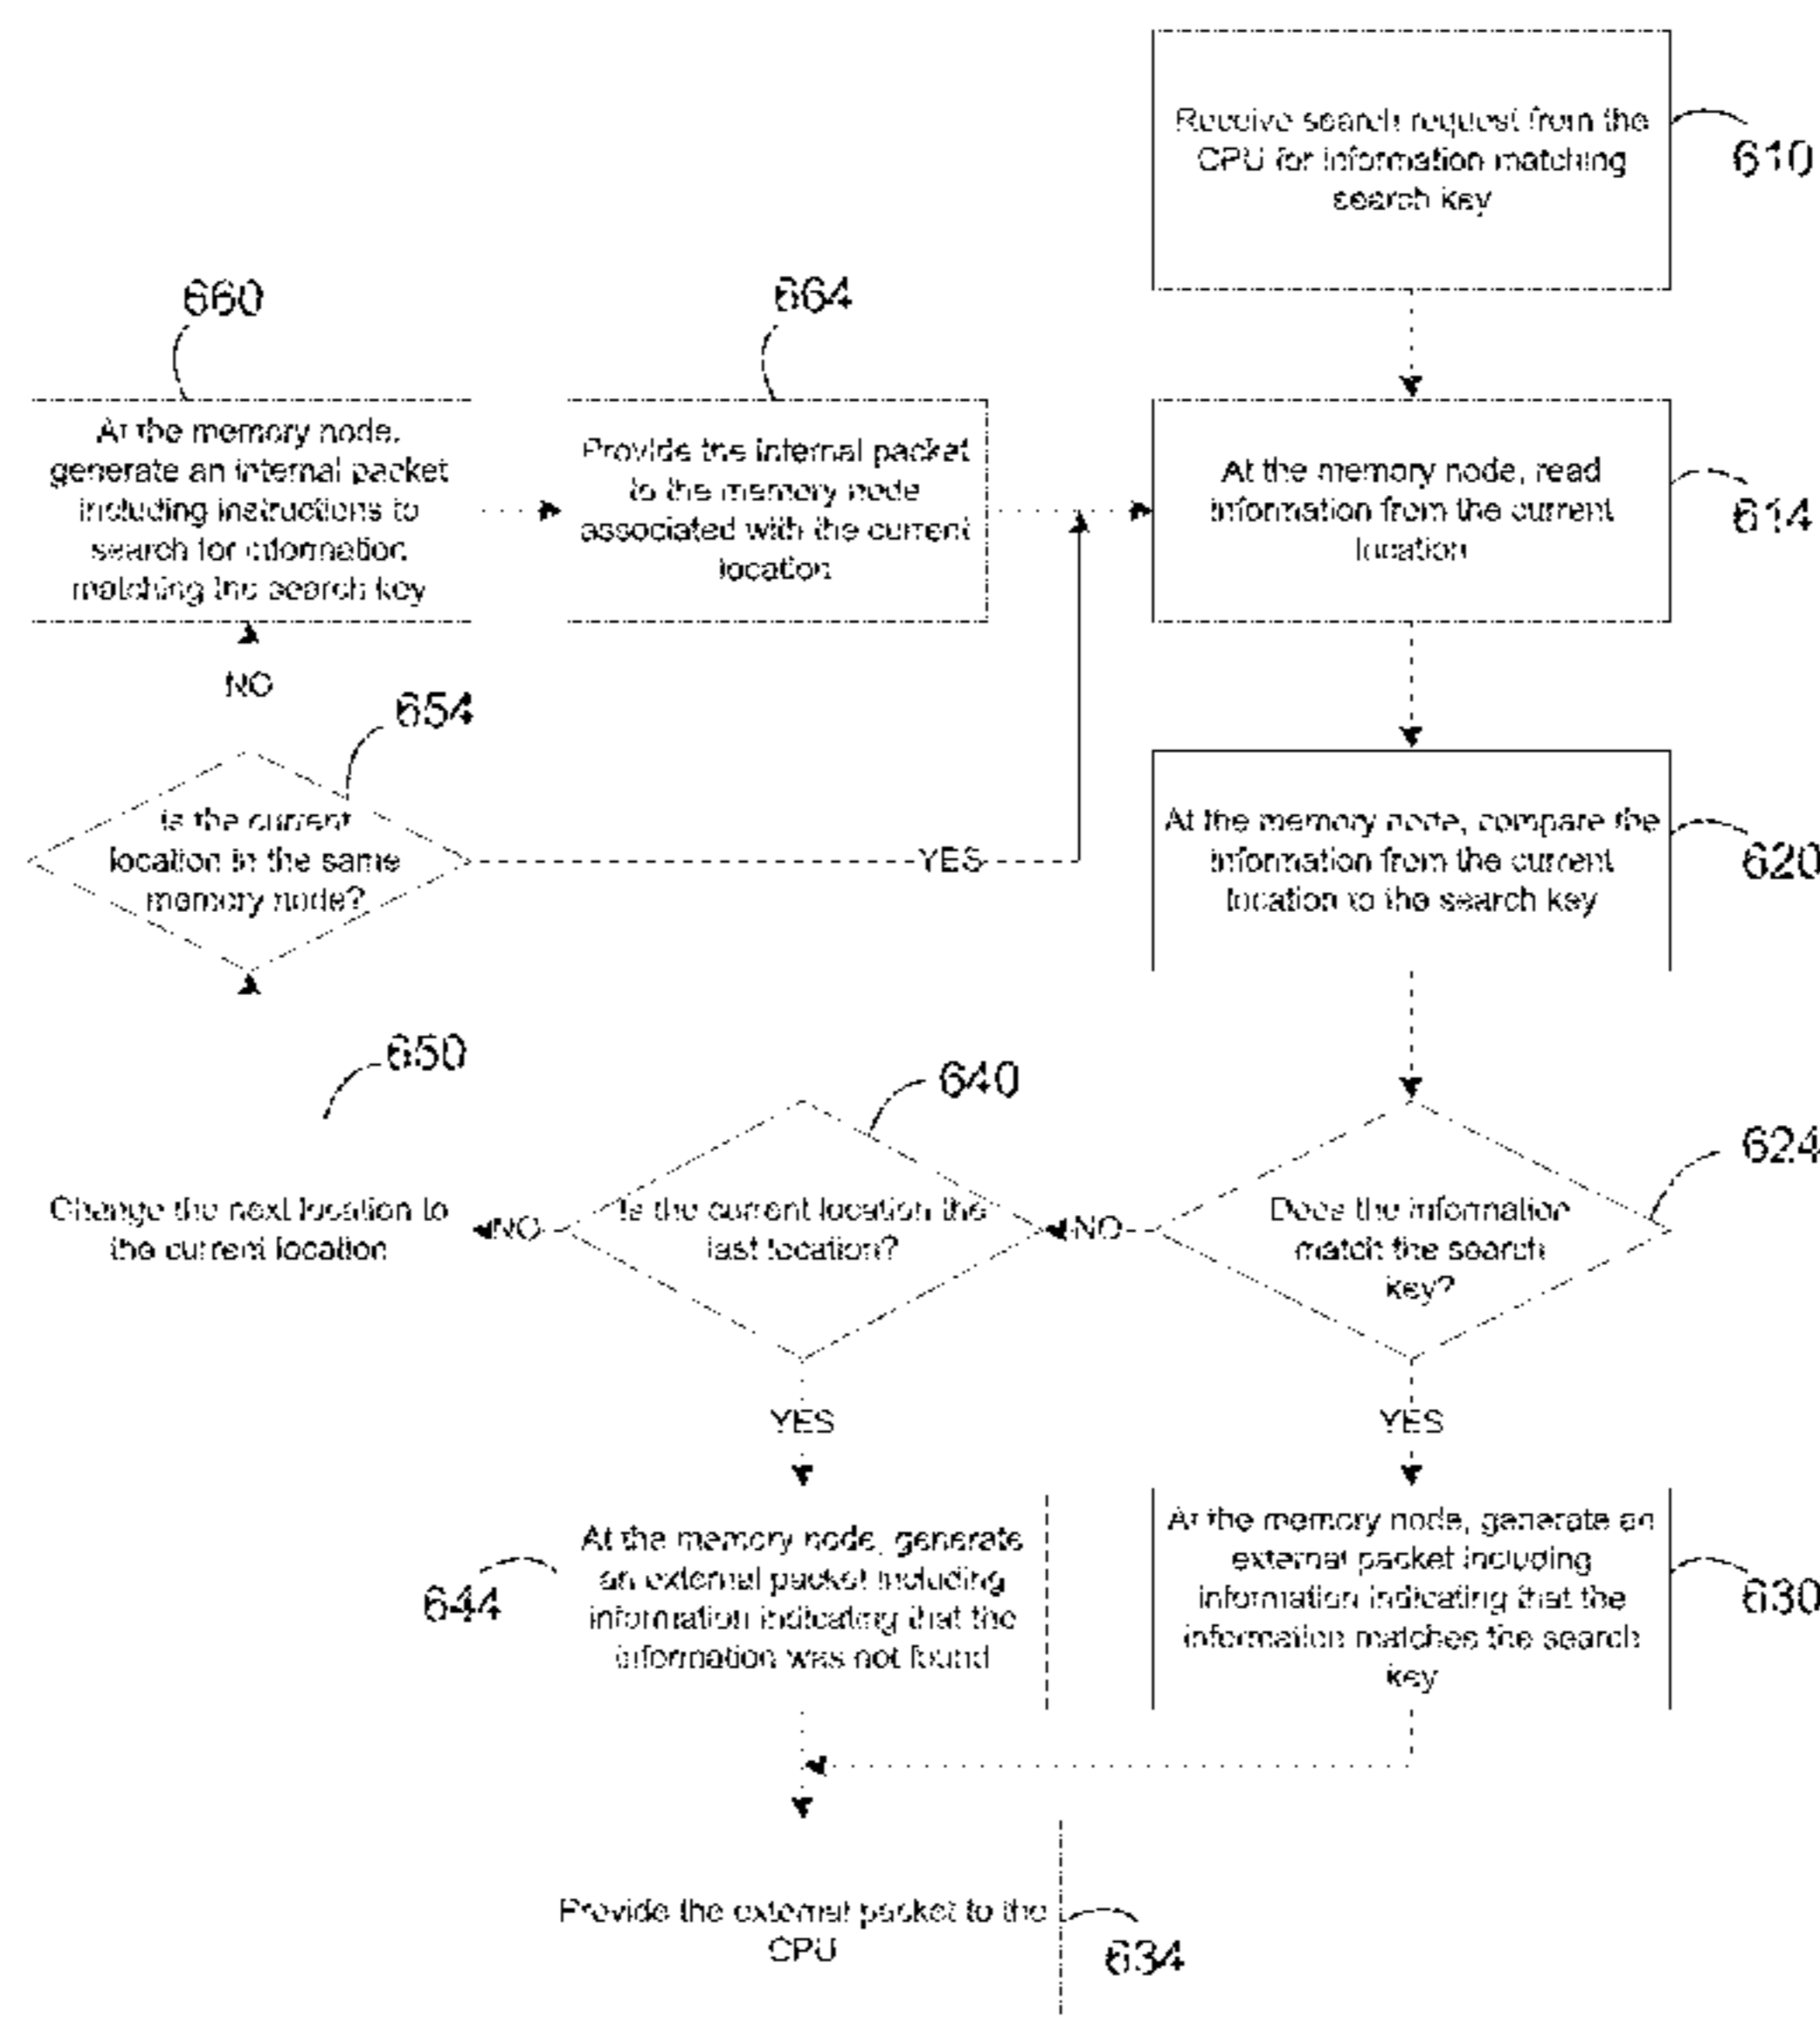 Receive search request from the
CPU for information matching
search key
610
660
664
At the memory node,
generate an internal packet
including instructions to
search for information
matching the search key
Provide the internal packet
to the memory node
associated with the current
location
At the memory node, read
information from the current
location
614
NO
654
Is the current
location in the same
memory node?
YES
At the memory node, compare the
information from the current
location to the search key
620
650
640
624
Change the next location to
the current location
NO
Is the current location the
last location?
NO
Does the information
match the search
key?
YES
YES
At the memory node, generate
an external packet including
information indicating that the
information was not found
644
At the memory node, generate an
external packet including
information indicating that the
information matches the search
key
630
Provide the external packet to the
CPU
634